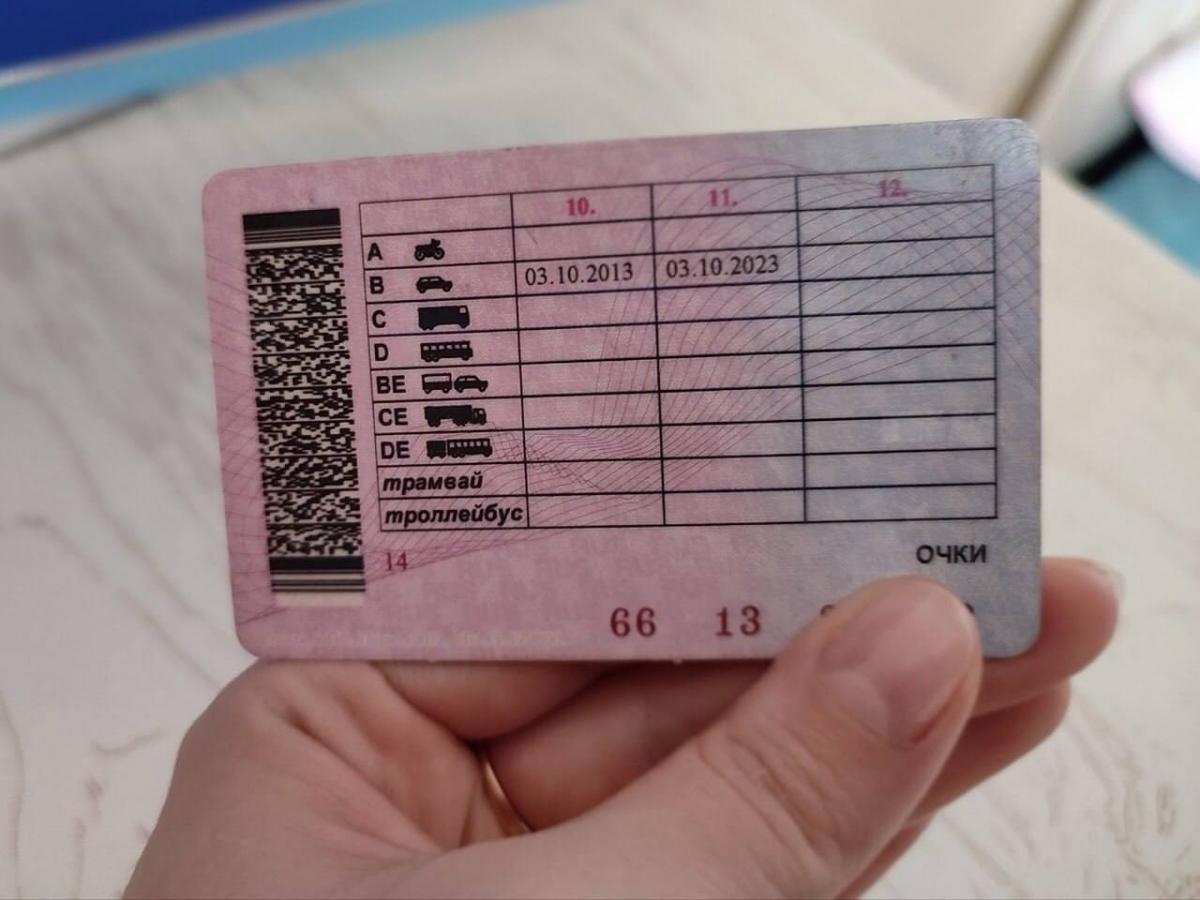 10. 11. 12.
A
B 03.10.2013 03.10.2023
C
D
BE
CE
DE
трамвай
троллейбус
14
ОЧКИ
66 13